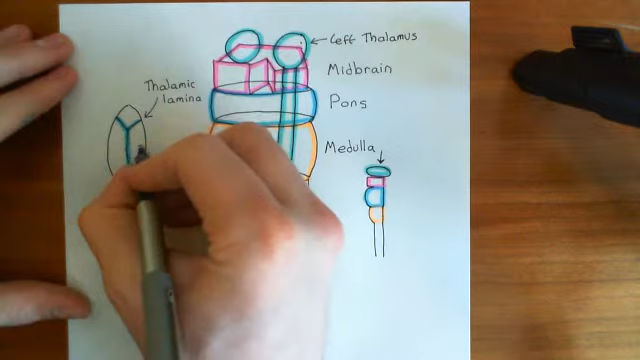 Left Thalamus
Midbrain
Thalamic
lamina
Pons
Medulla